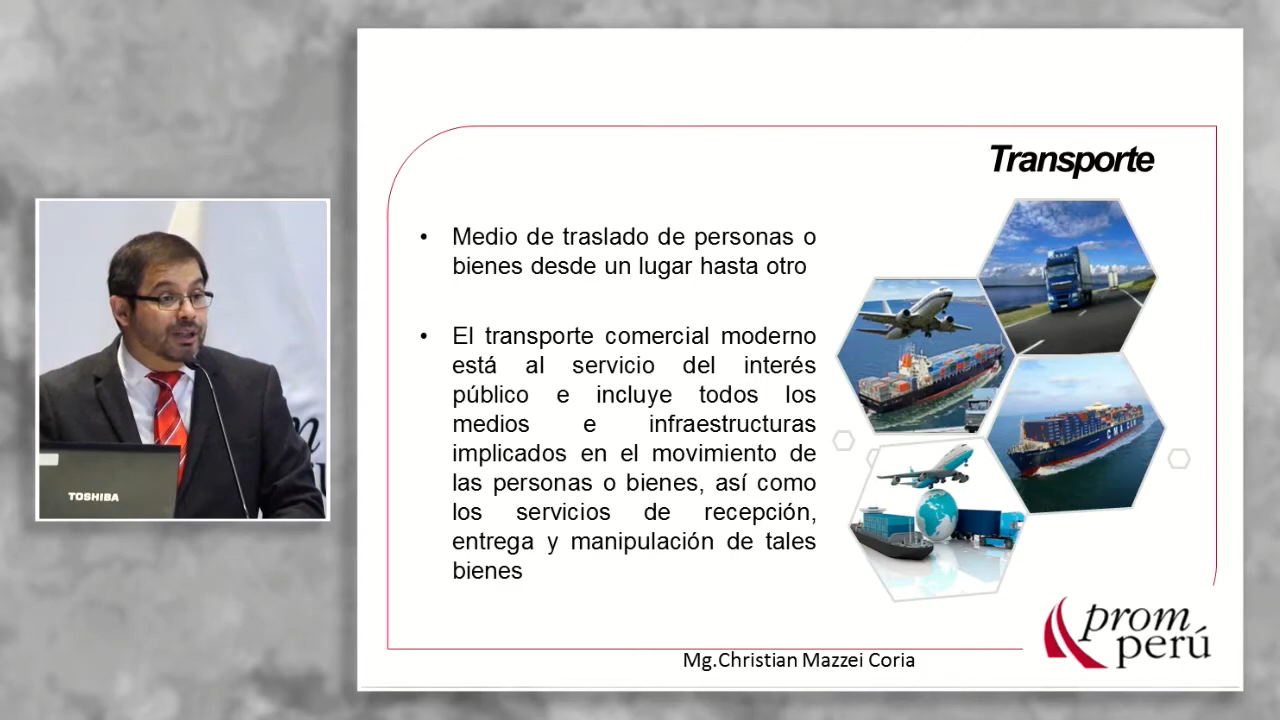 Transporte
• Medio de traslado de personas o
bienes desde un lugar hasta otro
• El transporte comercial moderno
está al servicio del interés
público e incluye todos los
medios e infraestructuras
implicados en el movimiento de
las personas o bienes, así como
los servicios de recepción,
entrega y manipulación de tales
bienes
CMA CGM
TOSHIBA
prom
perú
Mg.Christian Mazzei Coria